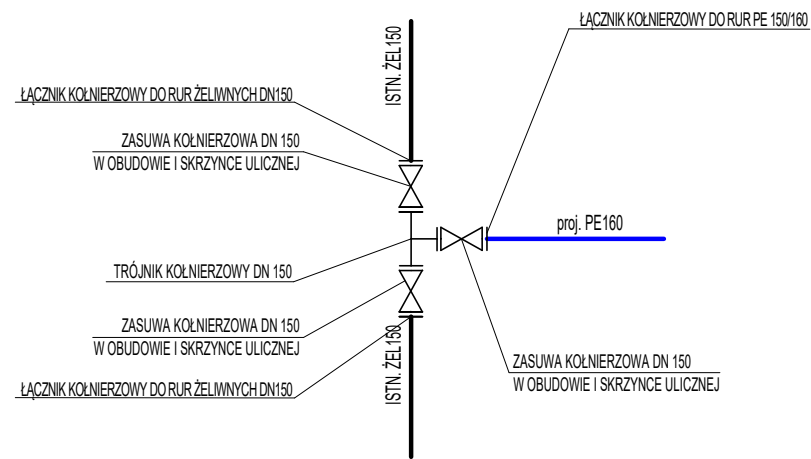 ŁĄCZNIK KOŁNIERZOWY DO RUR PE 150/160
ISTN. ŻEL150
ŁĄCZNIK KOŁNIERZOWY DO RUR ŻELIWNYCH DN150
ZASUWA KOŁNIERZOWA DN 150
W OBUDOWIE I SKRZYNCE ULICZNEJ
proj. PE160
TRÓJNIK KOŁNIERZOWY DN 150
ZASUWA KOŁNIERZOWA DN 150
W OBUDOWIE I SKRZYNCE ULICZNEJ
ZASUWA KOŁNIERZOWA DN 150
W OBUDOWIE I SKRZYNCE ULICZNEJ
ŁĄCZNIK KOŁNIERZOWY DO RUR ŻELIWNYCH DN150
ISTN. ŻEL150